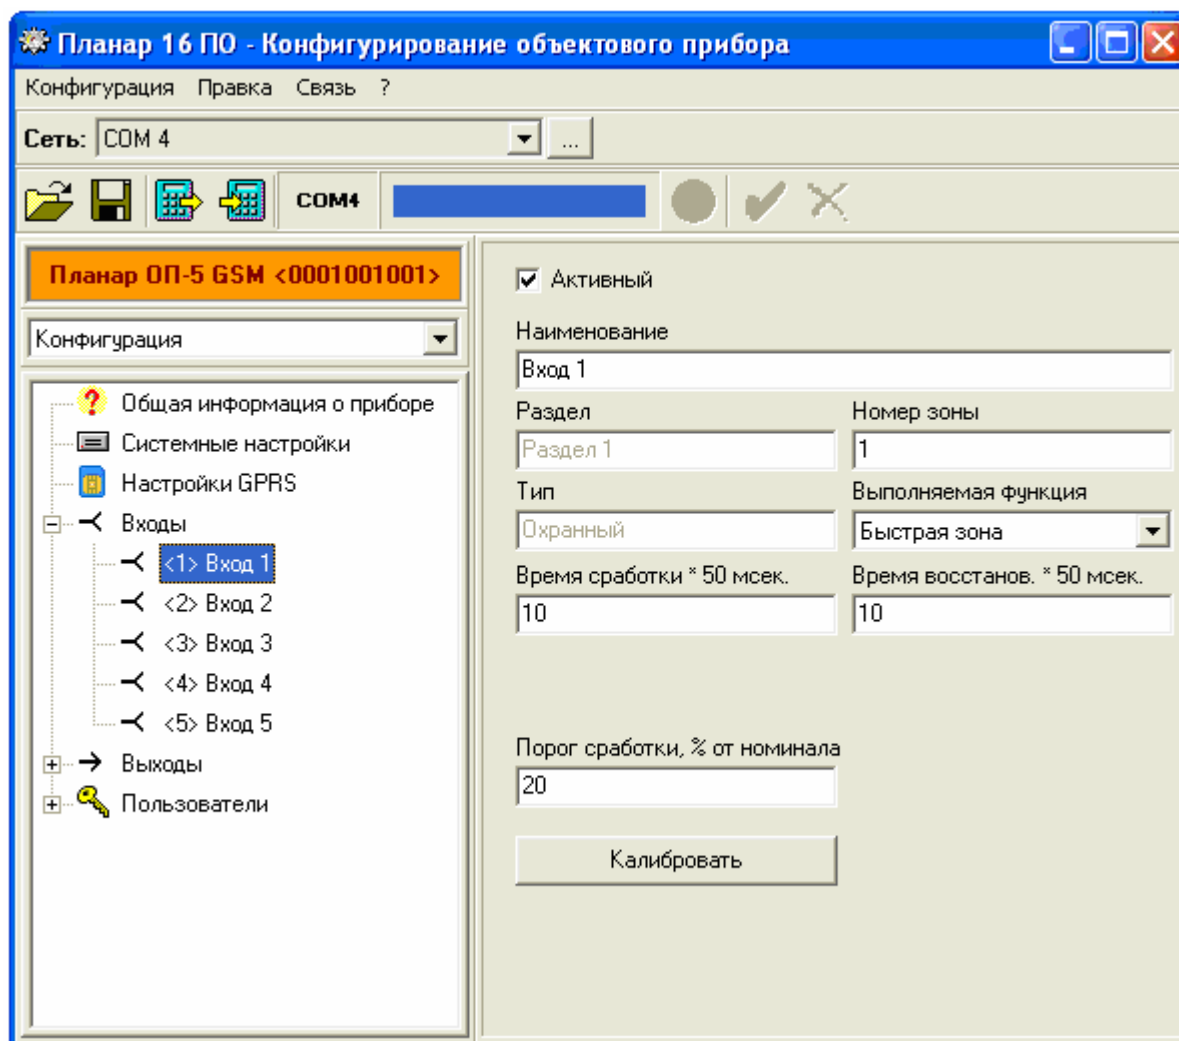 Планар 16 ПО - Конфигурирование объектового прибора
Конфигурация Правка Связь ?
Сеть: COM 4 ...
COM4
Планар ОП-5 GSM <0001001001>
Конфигурация
Общая информация о приборе
Системные настройки
Настройки GPRS
Входы
<1> Вход 1
<2> Вход 2
<3> Вход 3
<4> Вход 4
<5> Вход 5
Выходы
Пользователи
Активный
Наименование
Вход 1
Раздел Номер зоны
Раздел 1 1
Тип Выполняемая функция
Охранный Быстрая зона
Время сработки * 50 мсек. Время восстанов. * 50 мсек.
10 10
Порог сработки, % от номинала
20
Калибровать